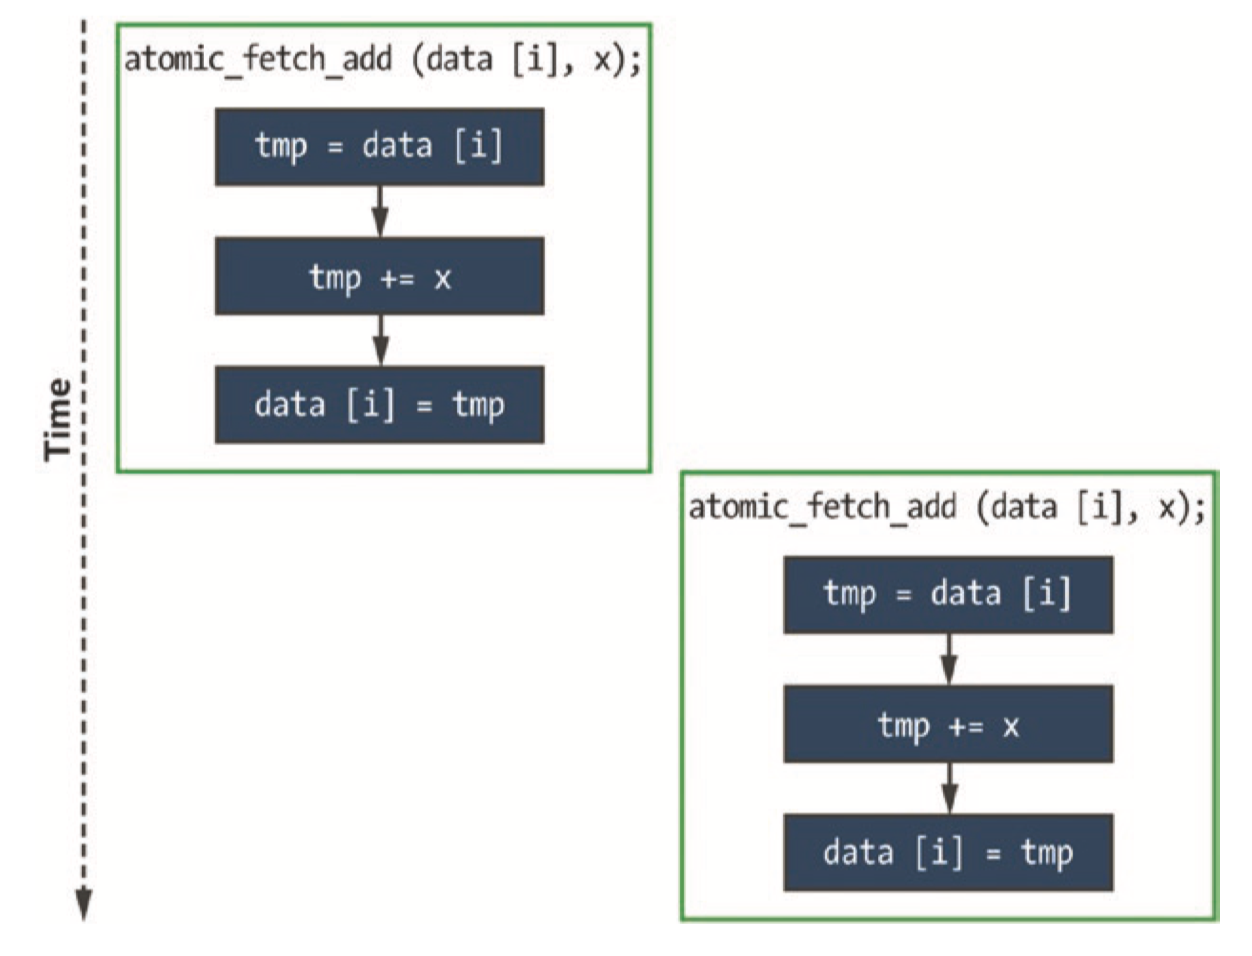 atomic_fetch_add (data [i], x);
tmp = data [i]
tmp += x
data [i] = tmp
Time
atomic_fetch_add (data [i], x);
tmp = data [i]
tmp += x
data [i] = tmp